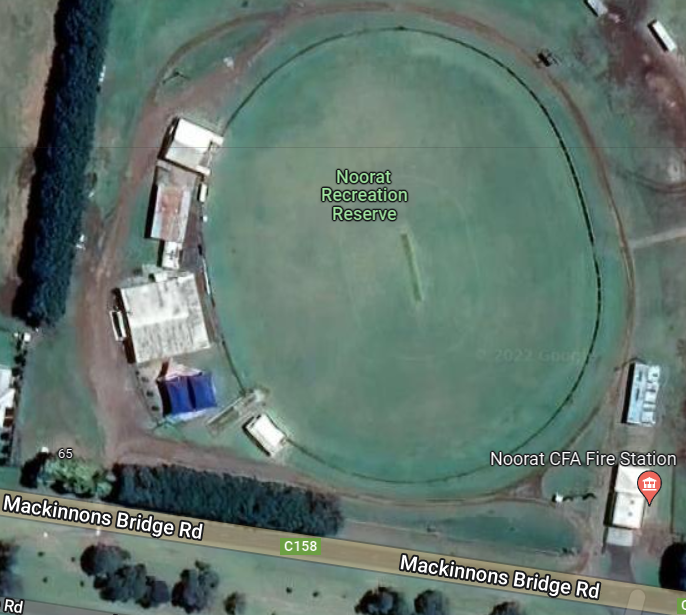 Noorat
Recreation
Reserve
© 2022 Google
Noorat CFA Fire Station
65
Mackinnons Bridge Rd
C158
Mackinnons Bridge Rd
Rd